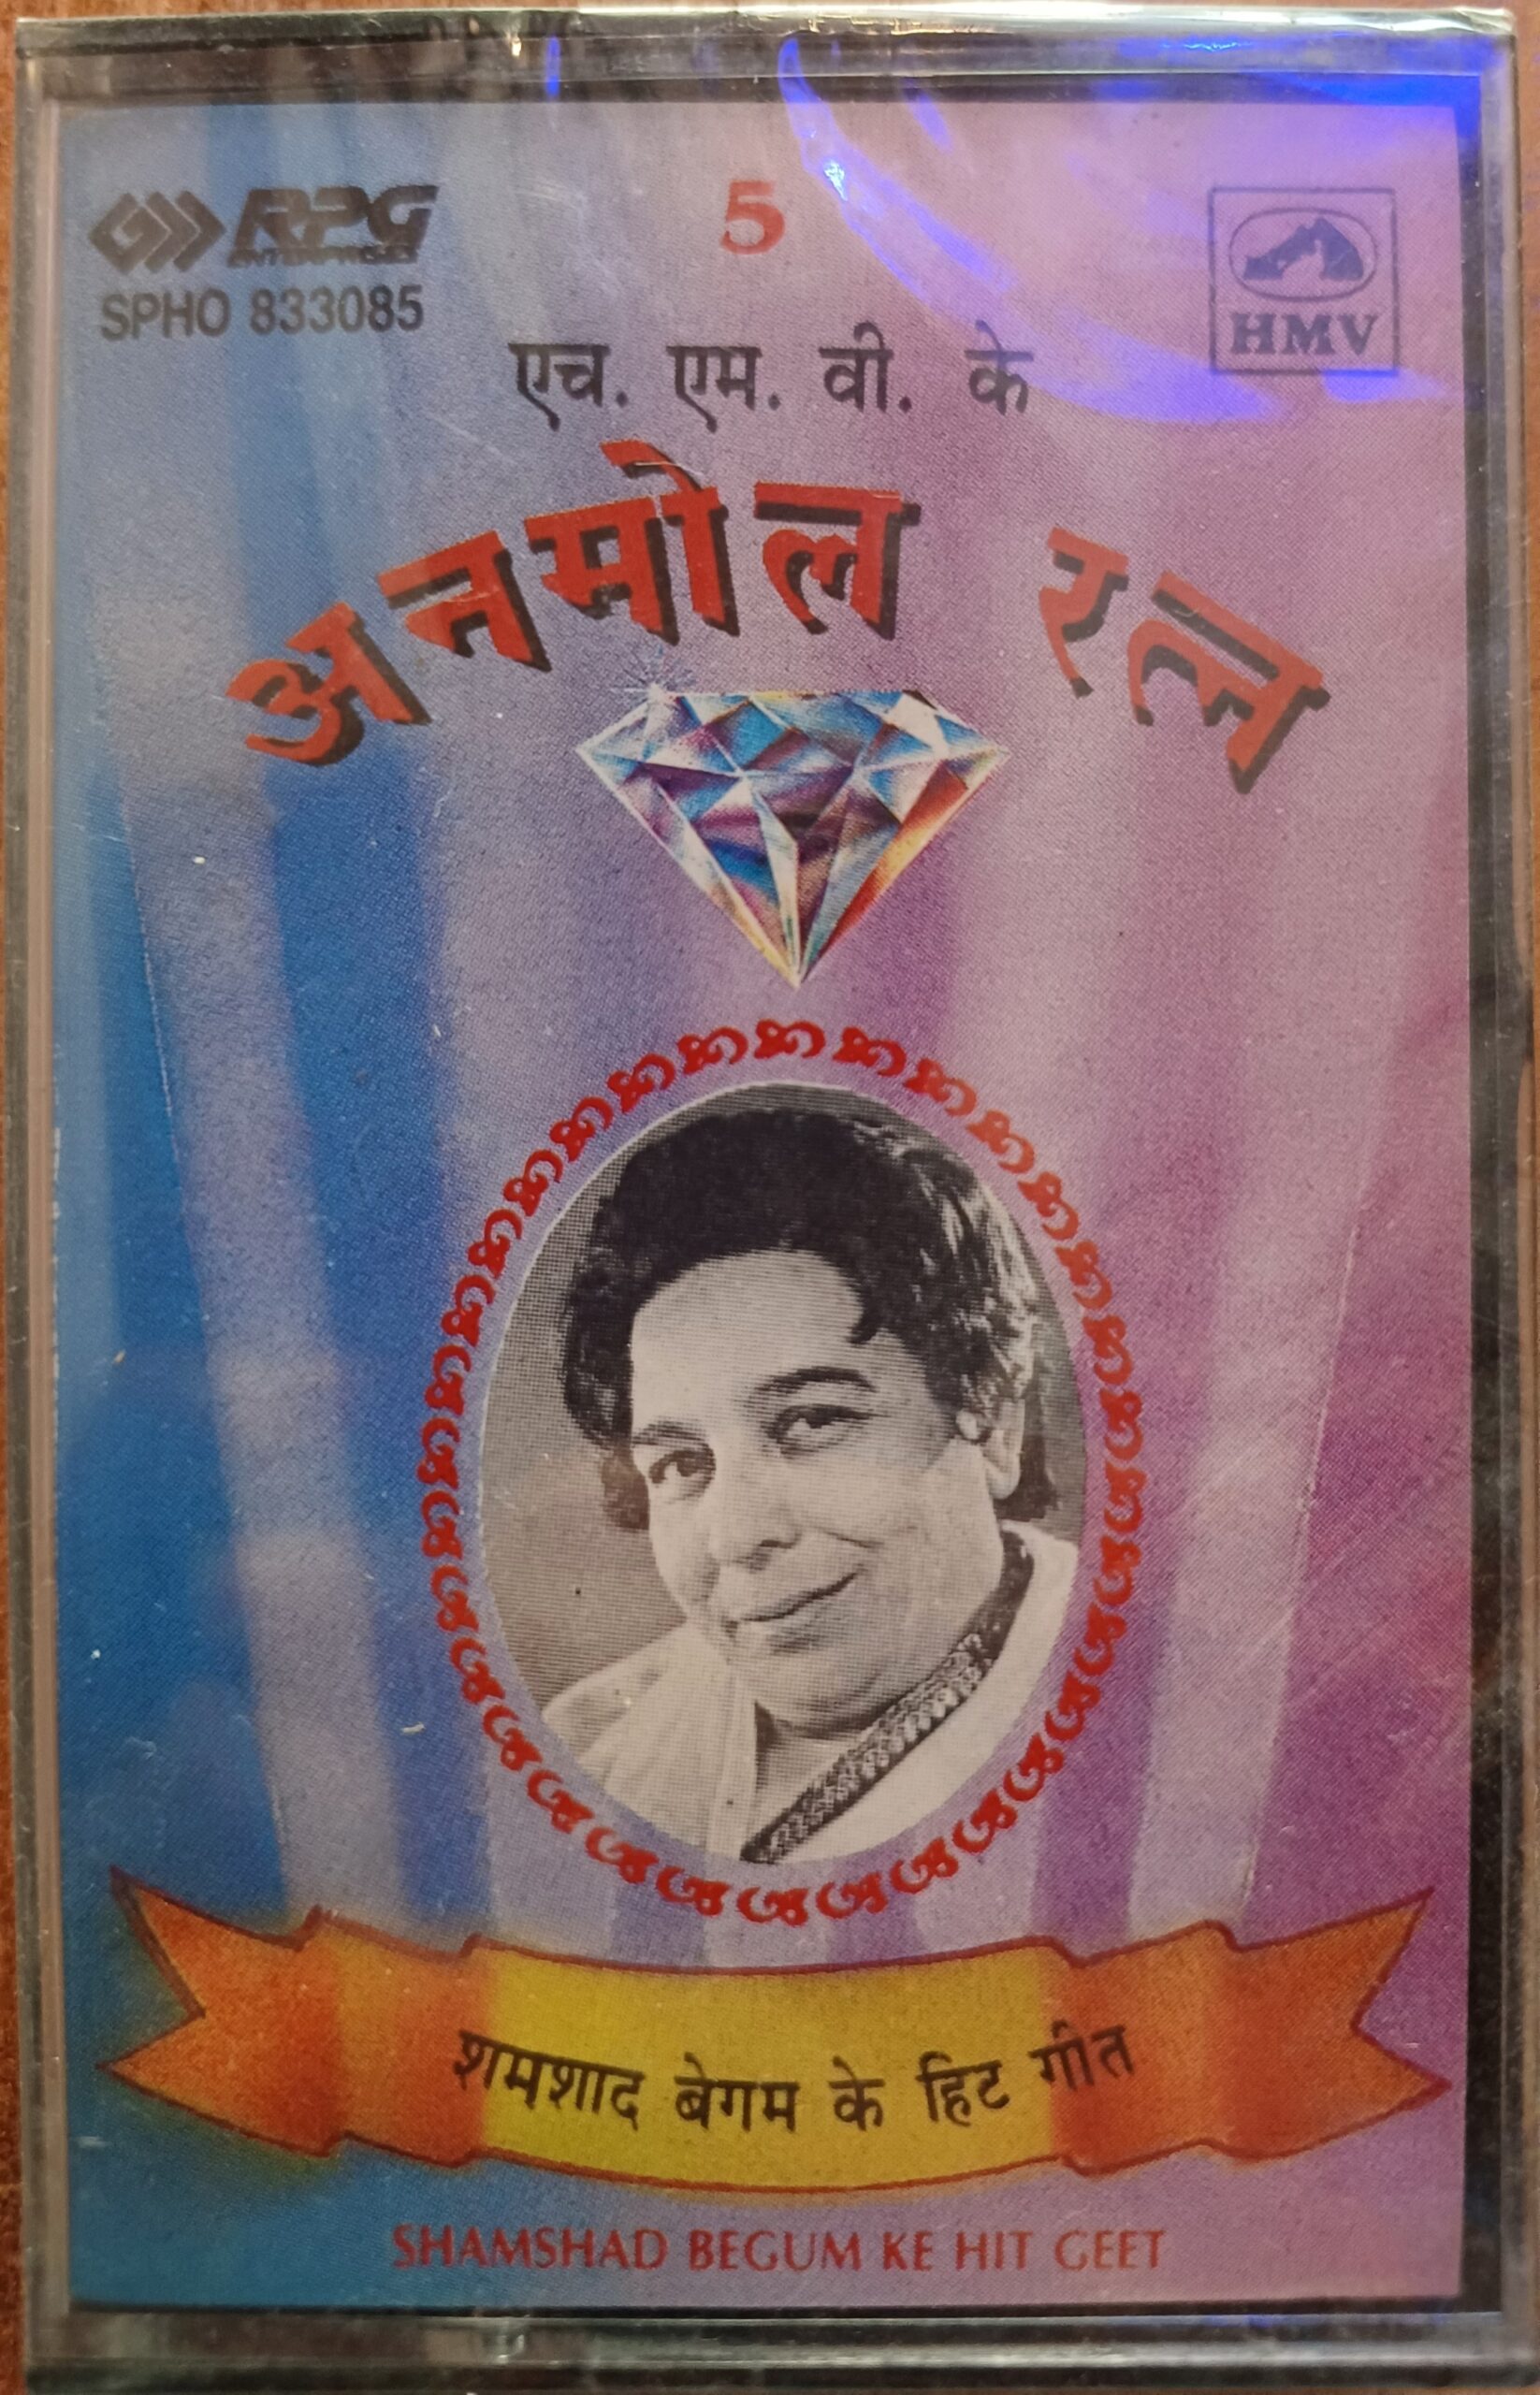 5
RPG
ENTERPRISES
SPHO 833085
HMV
एच. एम. वी. के
अनमोल रत्न
शमशाद बेगम के हिट गीत
SHAMSHAD BEGUM KE HIT GEET